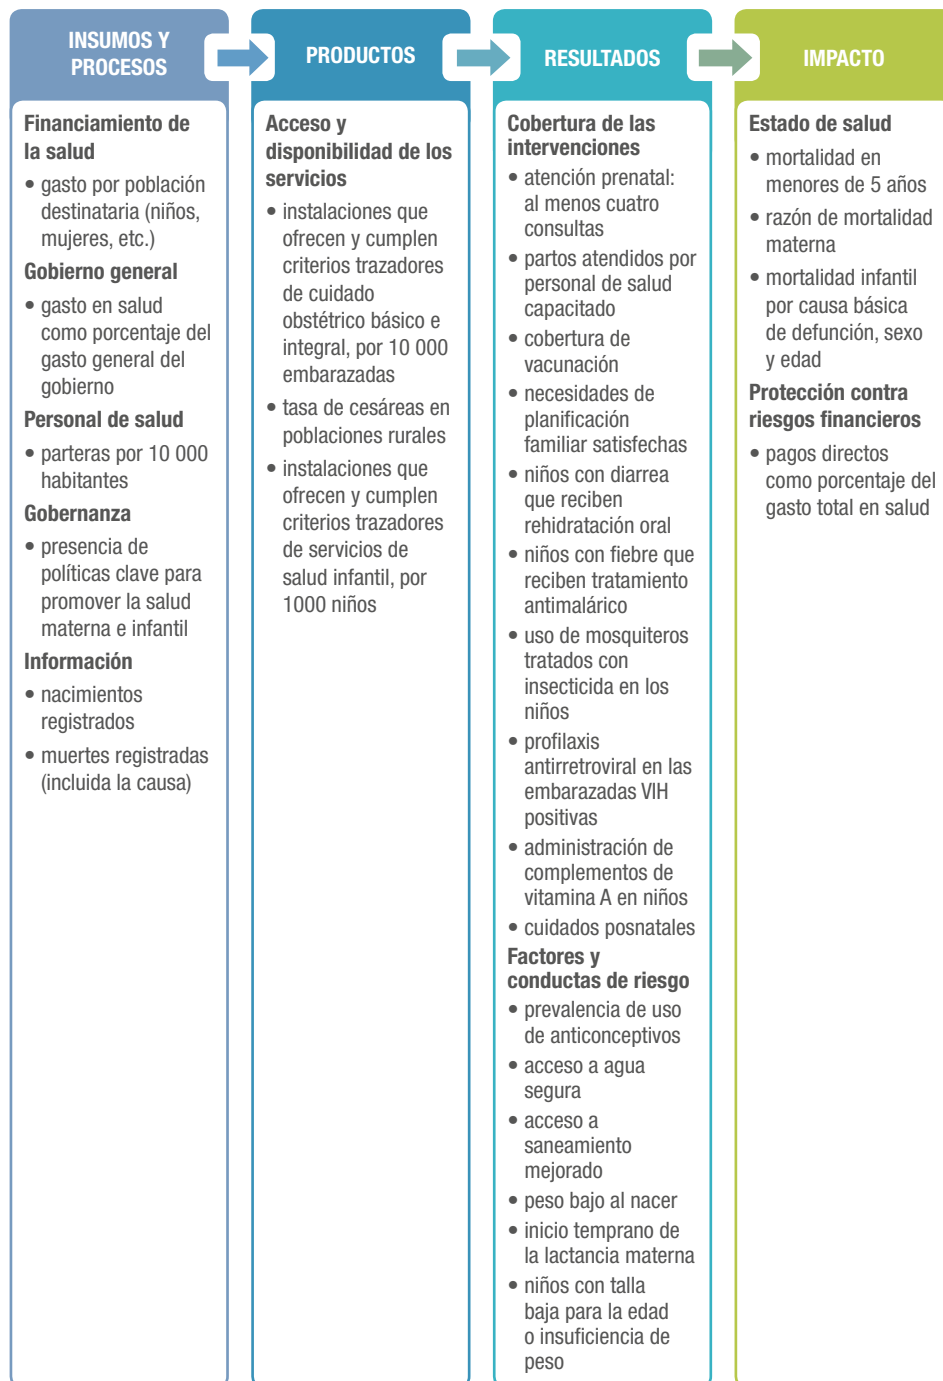 INSUMOS Y
PROCESOS
Financiamiento de
la salud
• gasto por población
destinataria (niños,
mujeres, etc.)
Gobierno general
• gasto en salud
como porcentaje del
gasto general del
gobierno
Personal de salud
• parteras por 10 000
habitantes
Gobernanza
• presencia de
políticas clave para
promover la salud
materna e infantil
Información
• nacimientos
registrados
• muertes registradas
(incluida la causa)
PRODUCTOS
Acceso y
disponibilidad de los
servicios
• instalaciones que
ofrecen y cumplen
criterios trazadores
de cuidado
obstétrico básico e
integral, por 10 000
embarazadas
• tasa de cesáreas en
poblaciones rurales
• instalaciones que
ofrecen y cumplen
criterios trazadores
de servicios de
salud infantil, por
1000 niños
RESULTADOS
Cobertura de las
intervenciones
• atención prenatal:
al menos cuatro
consultas
• partos atendidos por
personal de salud
capacitado
• cobertura de
vacunación
• necesidades de
planificación
familiar satisfechas
• niños con diarrea
que reciben
rehidratación oral
• niños con fiebre que
reciben tratamiento
antimalárico
• uso de mosquiteros
tratados con
insecticida en los
niños
• profilaxis
antirretroviral en las
embarazadas VIH
positivas
• administración de
complementos de
vitamina A en niños
• cuidados posnatales
Factores y
conductas de riesgo
• prevalencia de uso
de anticonceptivos
• acceso a agua
segura
• acceso a
saneamiento
mejorado
• peso bajo al nacer
• inicio temprano de
la lactancia materna
• niños con talla
baja para la edad
o insuficiencia de
peso
IMPACTO
Estado de salud
• mortalidad en
menores de 5 años
• razón de mortalidad
materna
• mortalidad infantil
por causa básica
de defunción, sexo
y edad
Protección contra
riesgos financieros
• pagos directos
como porcentaje del
gasto total en salud